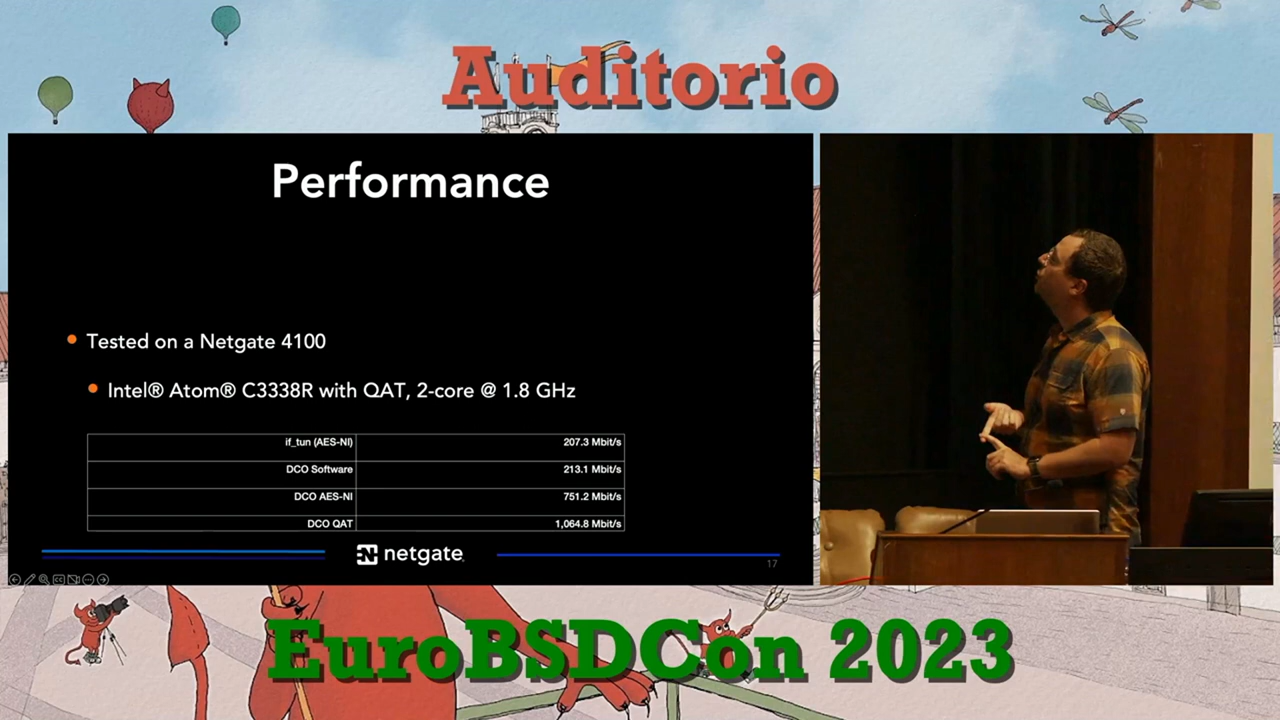 Auditorio
Performance
Tested on a Netgate 4100
Intel® Atom® C3338R with QAT, 2-core @ 1.8 GHz
if_tun (AES-NI) 207.3 Mbit/s
DCO Software 213.1 Mbit/s
DCO AES-NI 751.2 Mbit/s
DCO QAT 1,064.8 Mbit/s
netgate
17
EuroBSDCon 2023